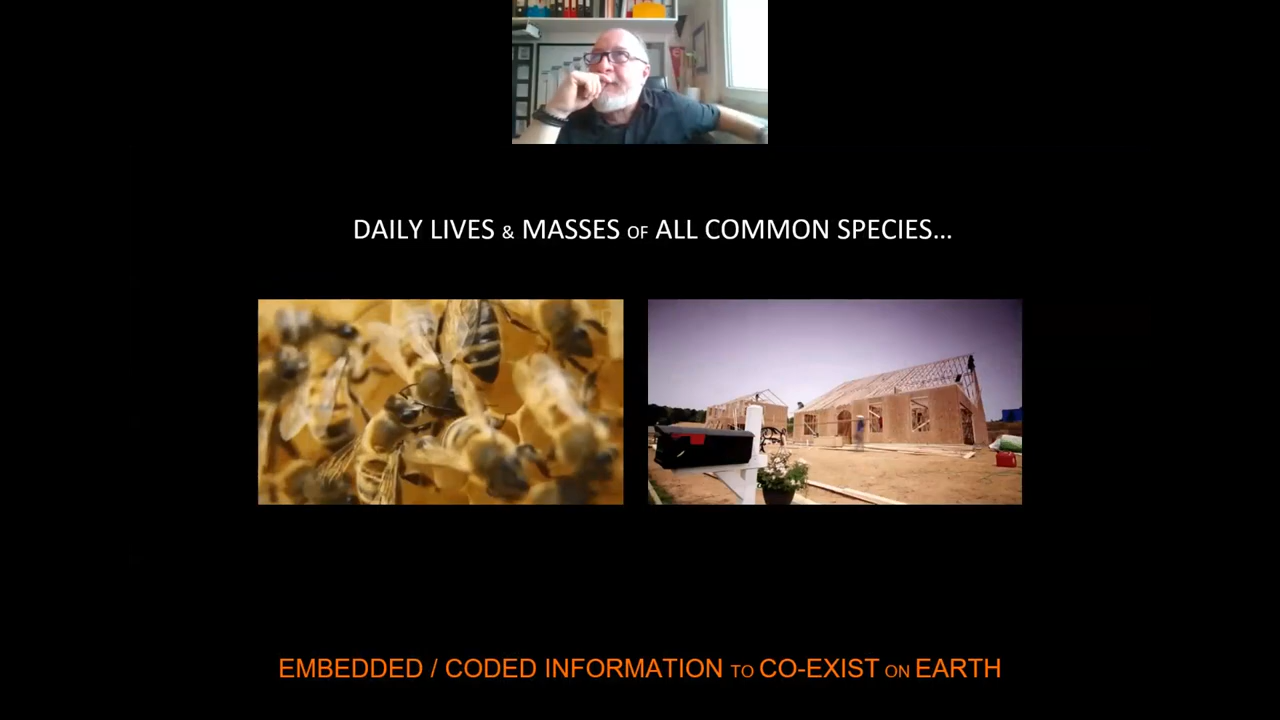 DAILY LIVES & MASSES OF ALL COMMON SPECIES...
EMBEDDED / CODED INFORMATION TO CO-EXIST ON EARTH